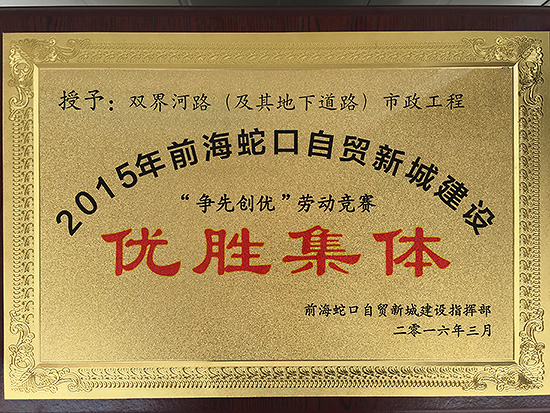 授予：双界河路（及其地下道路）市政工程
2015年前海蛇口自贸新城建设
“争先创优”劳动竞赛
优胜集体
前海蛇口自贸新城建设指挥部
二零一六年三月